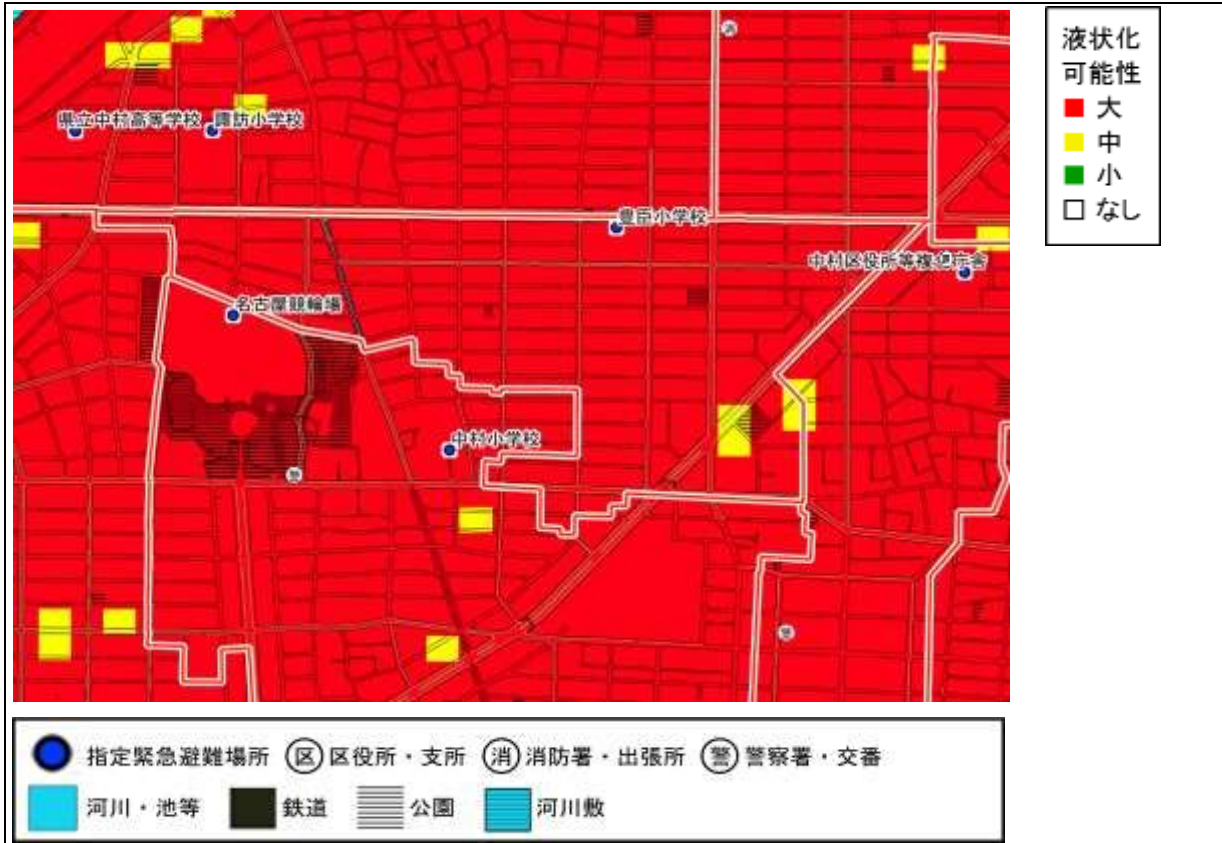 液状化
可能性
大
中
小
なし
消
県立中村高等学校
諏訪小学校
豊臣小学校
中村区役所等複合庁舎
名古屋競輪場
中村小学校
警
警
指定緊急避難場所 区 区役所・支所 消 消防署・出張所 警 警察署・交番
河川・池等 鉄道 公園 河川敷